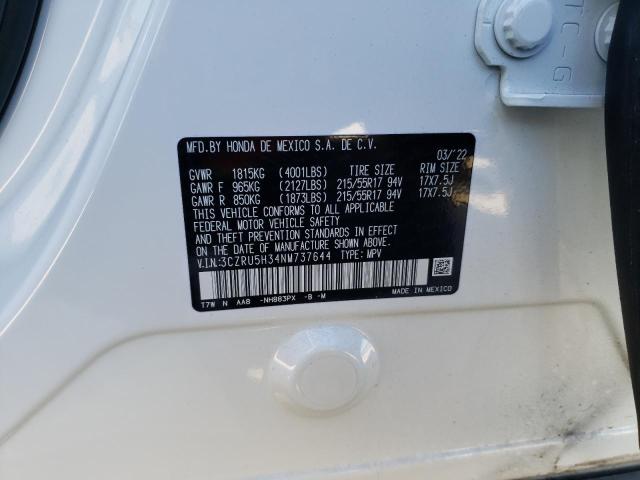 TC-G
MFD.BY HONDA DE MEXICO S.A. DE C.V.
03/'22
GVWR 1815KG (4001LBS) TIRE SIZE RIM SIZE
GAWR F 965KG (2127LBS) 215/55R17 94V 17X7.5J
GAWR R 850KG (1873LBS) 215/55R17 94V 17X7.5J
THIS VEHICLE CONFORMS TO ALL APPLICABLE
FEDERAL MOTOR VEHICLE SAFETY
AND THEFT PREVENTION STANDARDS IN EFFECT ON
THE DATE OF MANUFACTURE SHOWN ABOVE.
V.I.N:3CZRU5H34NM737644 TYPE: MPV
T7W N AAB -NH883PX -B -M
MADE IN MEXICO